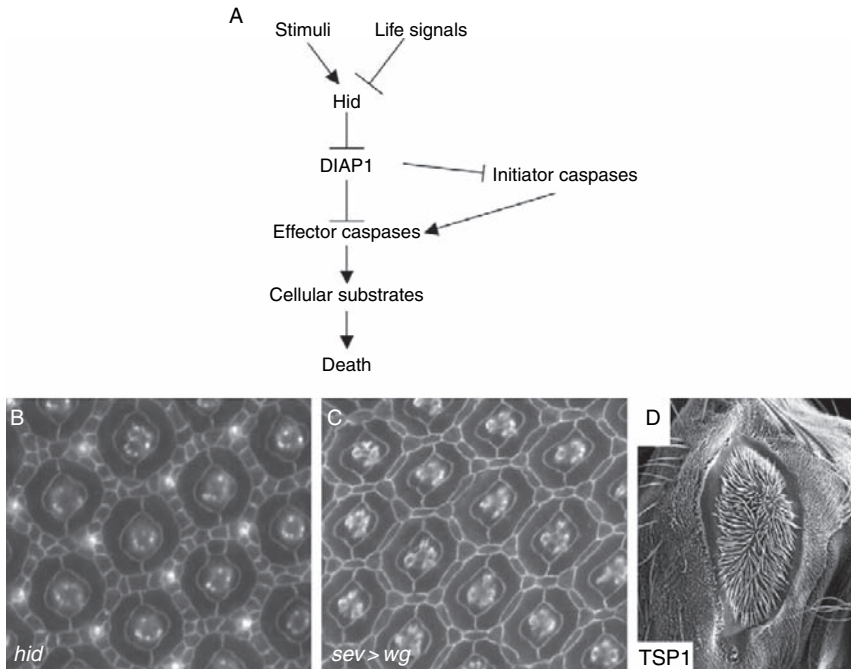 A
Stimuli Life signals
Hid
DIAP1
Initiator caspases
Effector caspases
Cellular substrates
Death
B
hid
C
sev > wg
D
TSP1